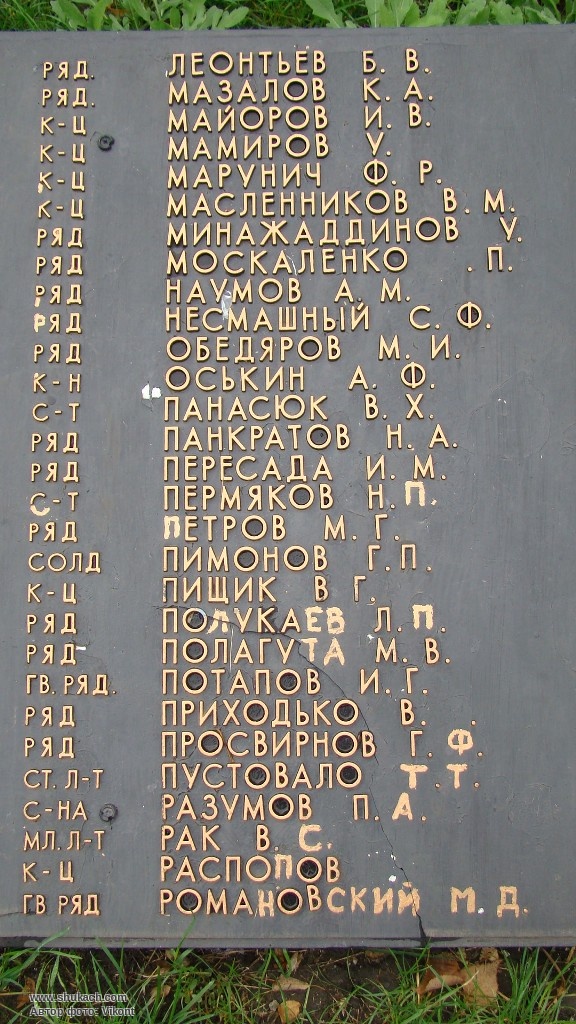 РЯД. ЛЕОНТЬЕВ Б. В.
РЯД. МАЗАЛОВ К. А.
К-Ц МАЙОРОВ И. В.
К-Ц МАМИРОВ У.
К-Ц МАРУНИЧ Ф. Р.
К-Ц МАСЛЕННИКОВ В. М.
РЯД МИНАЖАДДИНОВ У.
РЯД МОСКАЛЕНКО . П.
РЯД НАУМОВ А. М.
РЯД НЕСМАШНЫЙ С. Ф.
РЯД ОБЕДЯРОВ М. И.
К-Н ОСЬКИН А. Ф.
С-Т ПАНАСЮК В. Х.
РЯД ПАНКРАТОВ Н. А.
РЯД ПЕРЕСАДА И. М.
С-Т ПЕРМЯКОВ Н. П.
РЯД ПЕТРОВ М. Г.
СОЛД ПИМОНОВ Г. П.
К-Ц ПИЩИК В Г.
РЯД ПОЛУКАЕВ Л. П.
РЯД ПОЛАГУТА М. В.
ГВ. РЯД. ПОТАПОВ И. Г.
РЯД ПРИХОДЬКО В. .
РЯД ПРОСВИРНОВ Г. Ф.
СТ. Л-Т ПУСТОВАЛО Т. Т.
С-НА РАЗУМОВ П. А.
МЛ. Л-Т РАК В. С.
К-Ц РАСПОПОВ
ГВ РЯД РОМАНОВСКИЙ М. Д.
www.shukach.com
Автор фото: Vikont